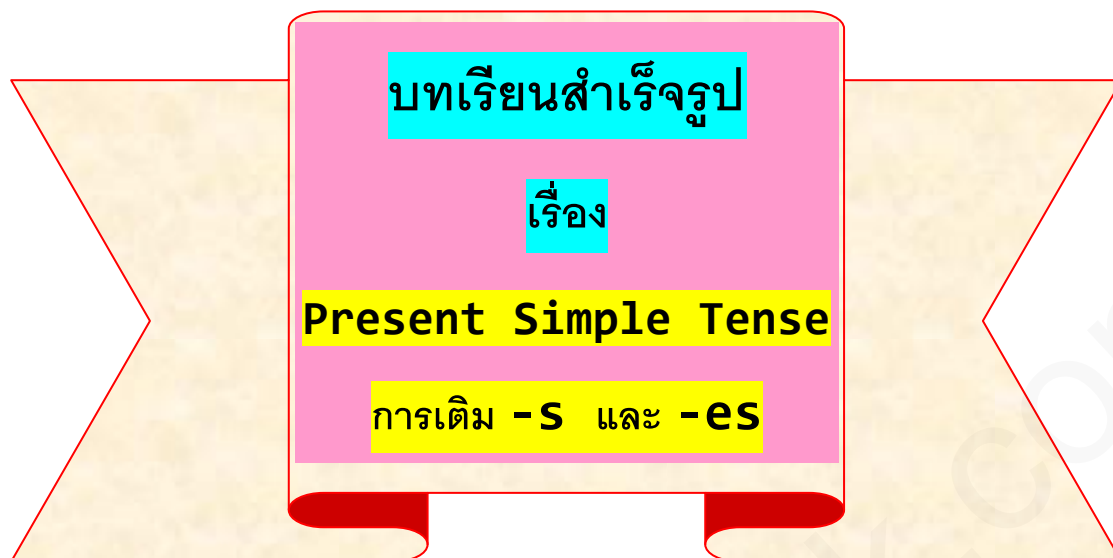 บทเรียนสำเร็จรูป
เรื่อง
Present Simple Tense
การเติม -s และ -es